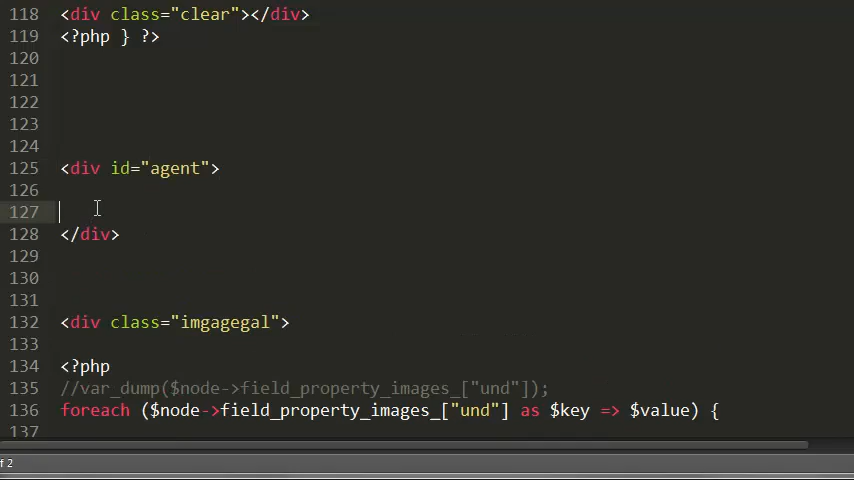 118 <div class="clear"></div>
119 <?php } ?>
120
121
122
123
124
125 <div id="agent">
126
127
128 </div>
129
130
131
132 <div class="imgagegal">
133
134 <?php
135 //var_dump($node->field_property_images_["und"]);
136 foreach ($node->field_property_images_["und"] as $key => $value) {
137
f 2